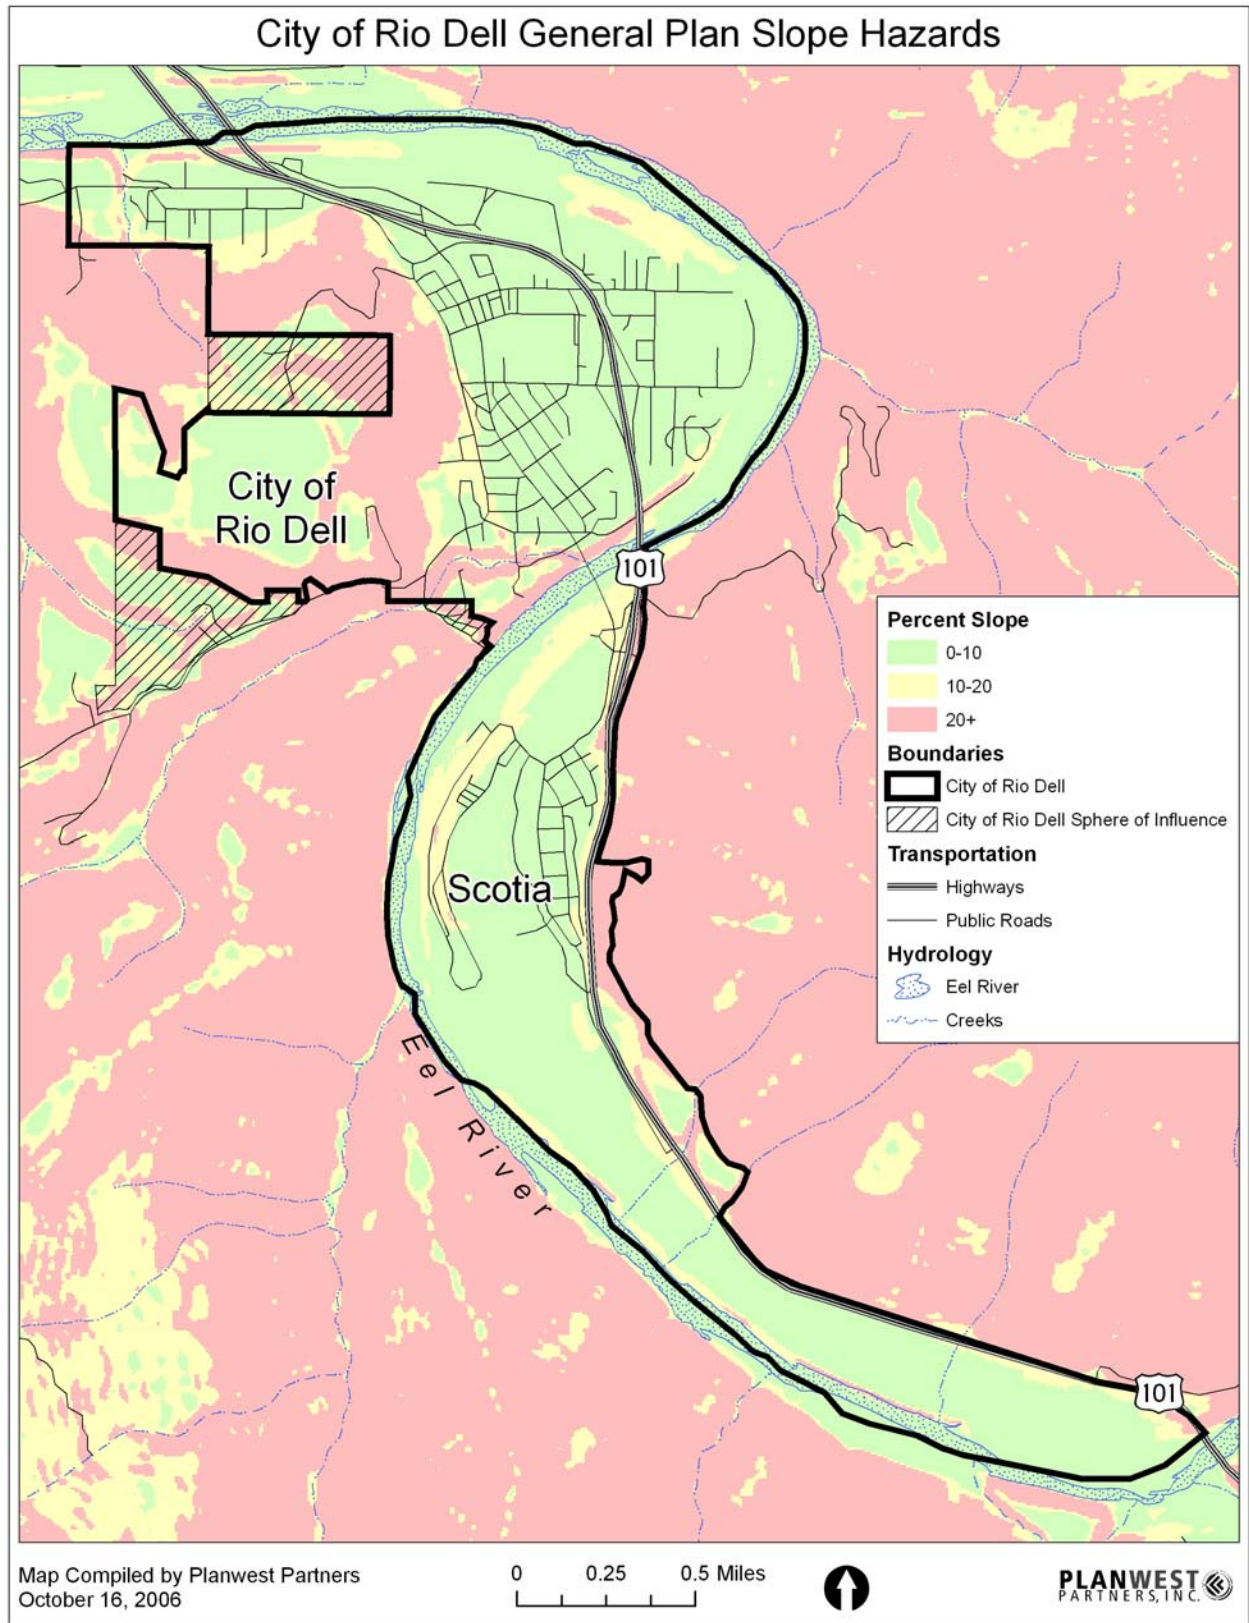 City of Rio Dell General Plan Slope Hazards
City of
Rio Dell
101
Percent Slope
0-10
10-20
20+
Boundaries
City of Rio Dell
City of Rio Dell Sphere of Influence
Transportation
Highways
Public Roads
Hydrology
Eel River
Creeks
Scotia
Eel River
101
Map Compiled by Planwest Partners
October 16, 2006
0 0.25 0.5 Miles
PLANWEST
PARTNERS, INC.